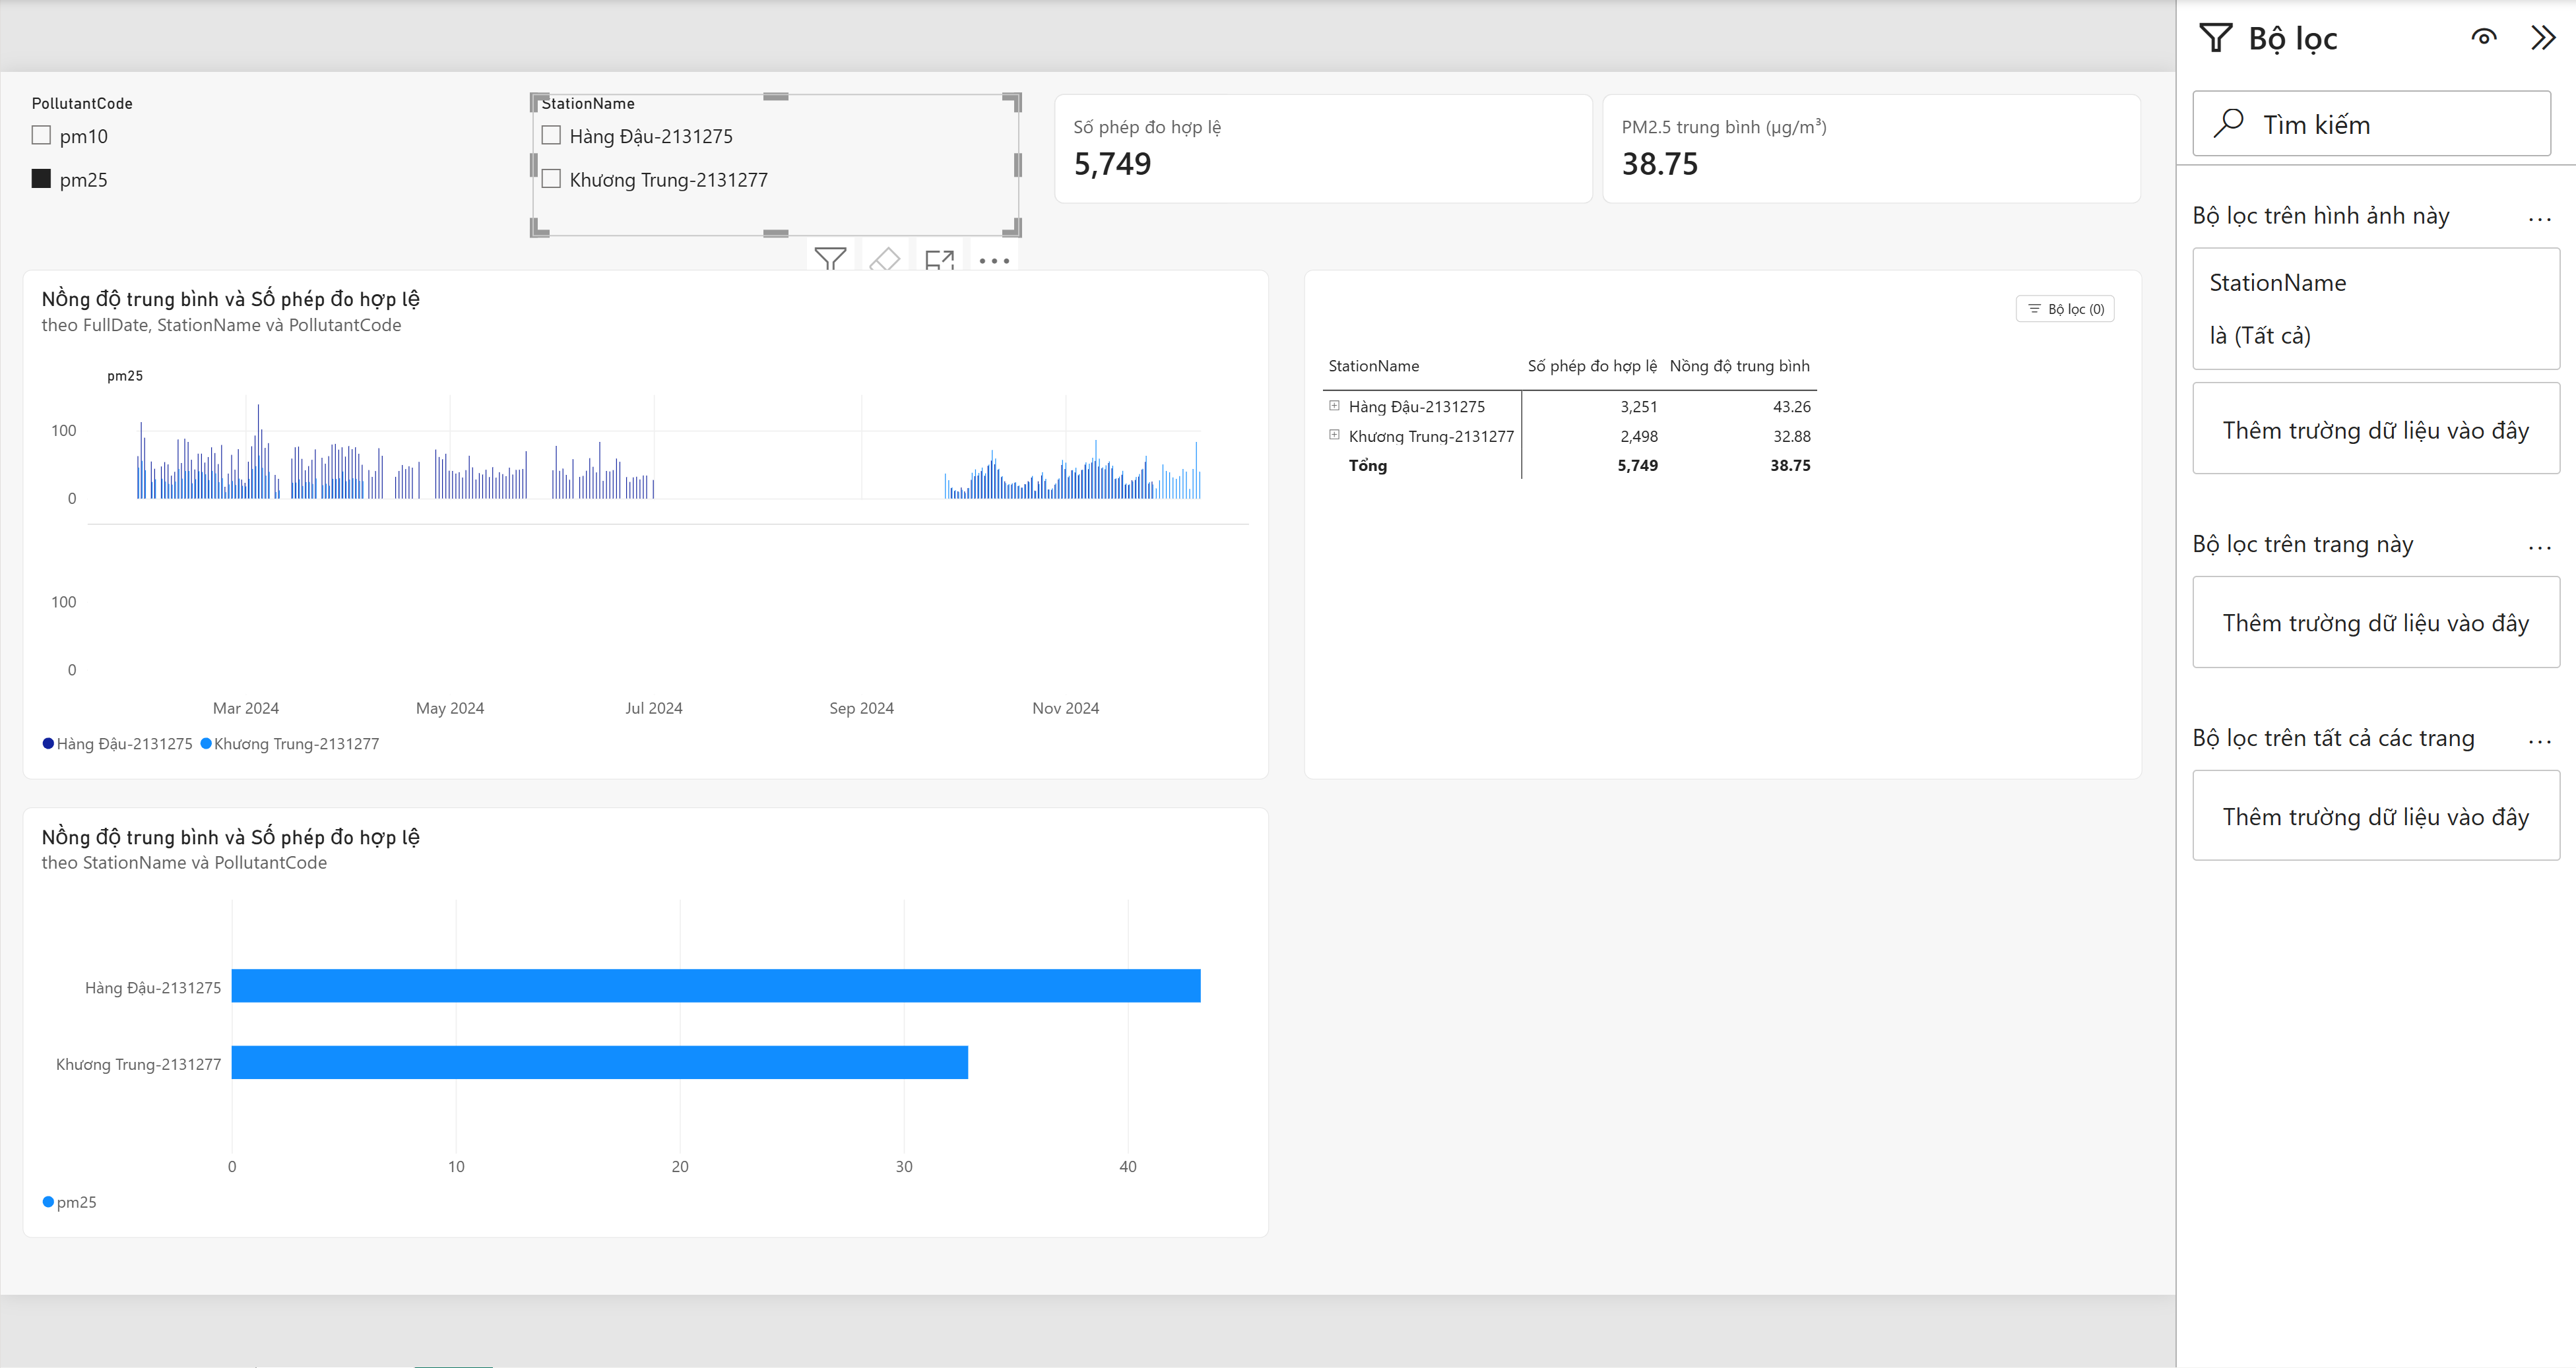 PollutantCode
pm10
pm25
StationName
Hàng Đậu-2131275
Khương Trung-2131277
Số phép đo hợp lệ
5,749
PM2.5 trung bình (µg/m³)
38.75
Nồng độ trung bình và Số phép đo hợp lệ
theo FullDate, StationName và PollutantCode
pm25
100
0
100
0
Mar 2024 May 2024 Jul 2024 Sep 2024 Nov 2024
Hàng Đậu-2131275 Khương Trung-2131277
Bộ lọc (0)
StationName Số phép đo hợp lệ Nồng độ trung bình
Hàng Đậu-2131275 3,251 43.26
Khương Trung-2131277 2,498 32.88
Tổng 5,749 38.75
Nồng độ trung bình và Số phép đo hợp lệ
theo StationName và PollutantCode
Hàng Đậu-2131275
Khương Trung-2131277
0 10 20 30 40
pm25
Bộ lọc
Tìm kiếm
Bộ lọc trên hình ảnh này
StationName
là (Tất cả)
Thêm trường dữ liệu vào đây
Bộ lọc trên trang này
Thêm trường dữ liệu vào đây
Bộ lọc trên tất cả các trang
Thêm trường dữ liệu vào đây